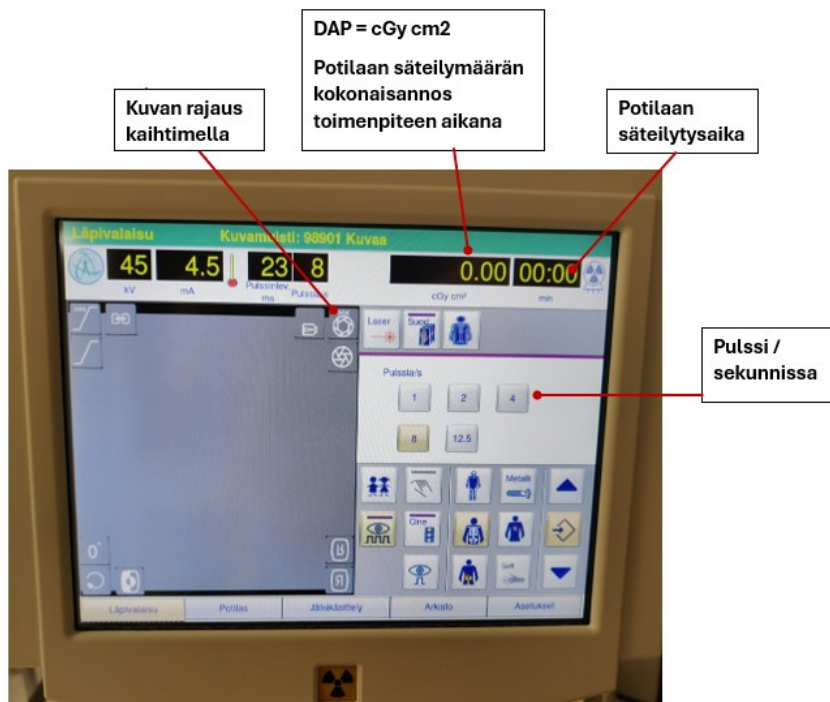 DAP = cGy cm2
Potilaan säteilymäärän
kokonaisannos
toimenpiteen aikana
Kuvan rajaus
kaihtimella
Potilaan
säteilytysaika
Läpivalaisu Kuvamuisti: 98901 Kuvaa
45 4.5 23 8 0.00 00:00
kV mA Pulssinlev. ms Pulssia/s cGy cm² min
Laser Suod
Pulssia/s
1 2 4
8 12.5
Pulssi /
sekunnissa
Metalli
Cine
0°
R
R
Läpivalaisu Potilas Jälkikäsittely Arkisto Asetukset